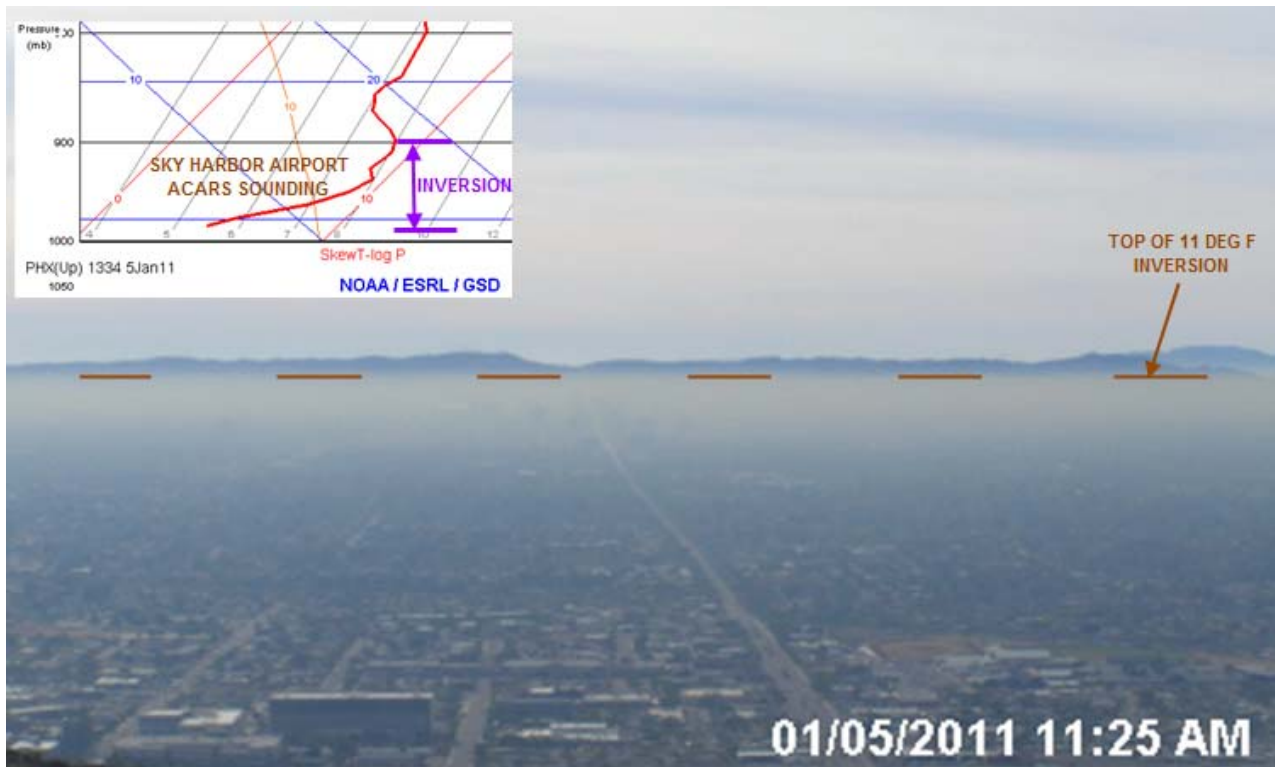 Pressure
(mb)
10
20
10
900
SKY HARBOR AIRPORT
ACARS SOUNDING
INVERSION
0
10
1000
4 5 6 7 8 10 12
SkewT-log P
PHX(Up) 1334 5Jan11
1050
NOAA / ESRL / GSD
TOP OF 11 DEG F
INVERSION
01/05/2011 11:25 AM